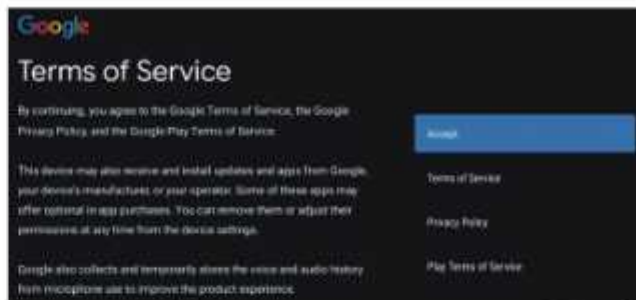 Google
Terms of Service
By continuing, you agree to the Google Terms of Service, the Google
Privacy Policy, and the Google Play Terms of Service.
This device may also receive and install updates and apps from Google,
your device's manufacturer, or your operator. Some of these apps may
offer optional in-app purchases. You can remove them or adjust their
permissions at any time from the device settings.
Google also collects and temporarily stores the voice and audio history
from microphone use to improve the product experience.
Accept
Terms of Service
Privacy Policy
Play Terms of Service